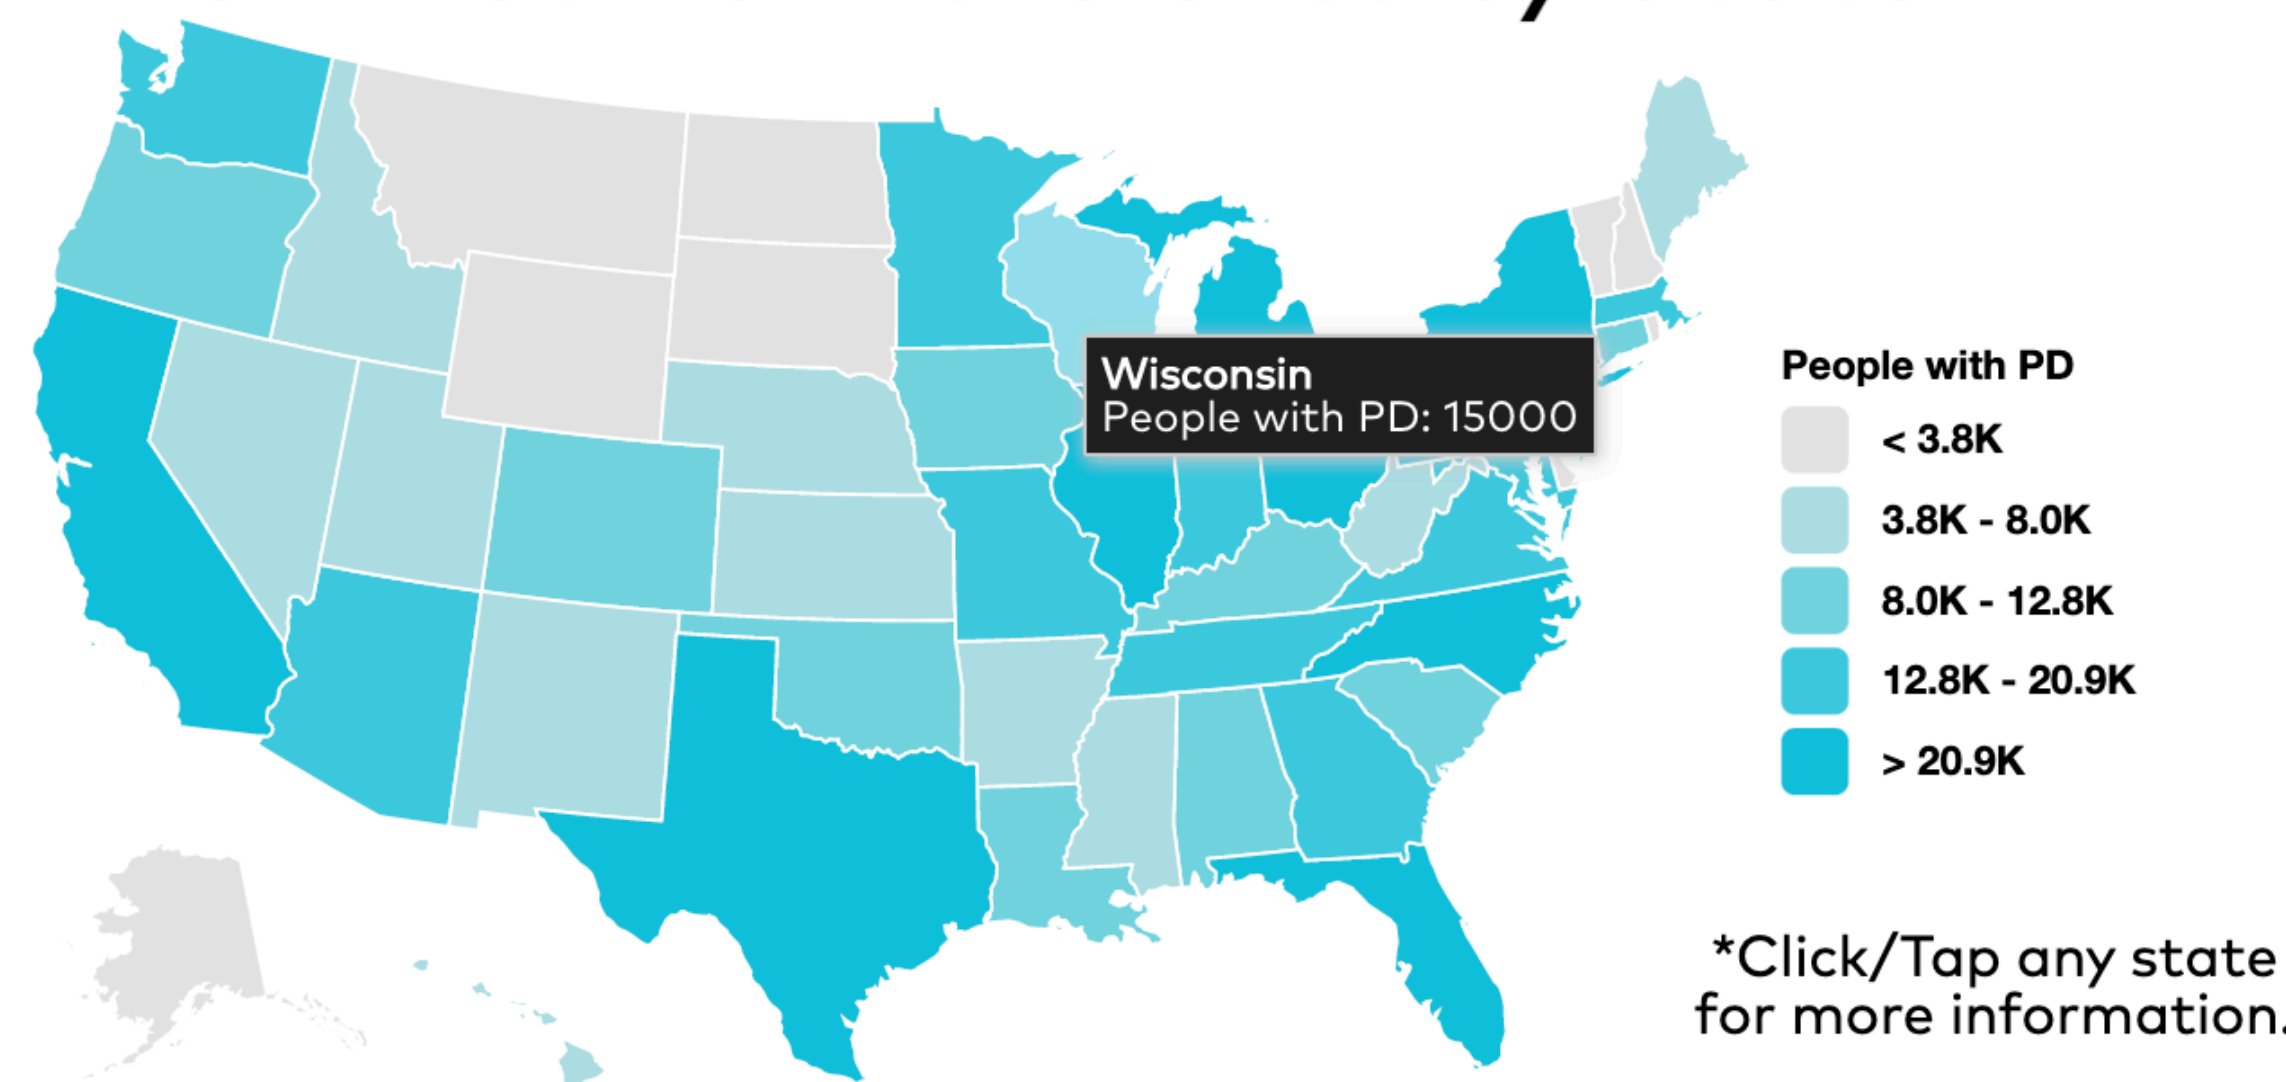 Wisconsin
People with PD: 15000
People with PD
< 3.8K
3.8K - 8.0K
8.0K - 12.8K
12.8K - 20.9K
> 20.9K
*Click/Tap any state
for more information.